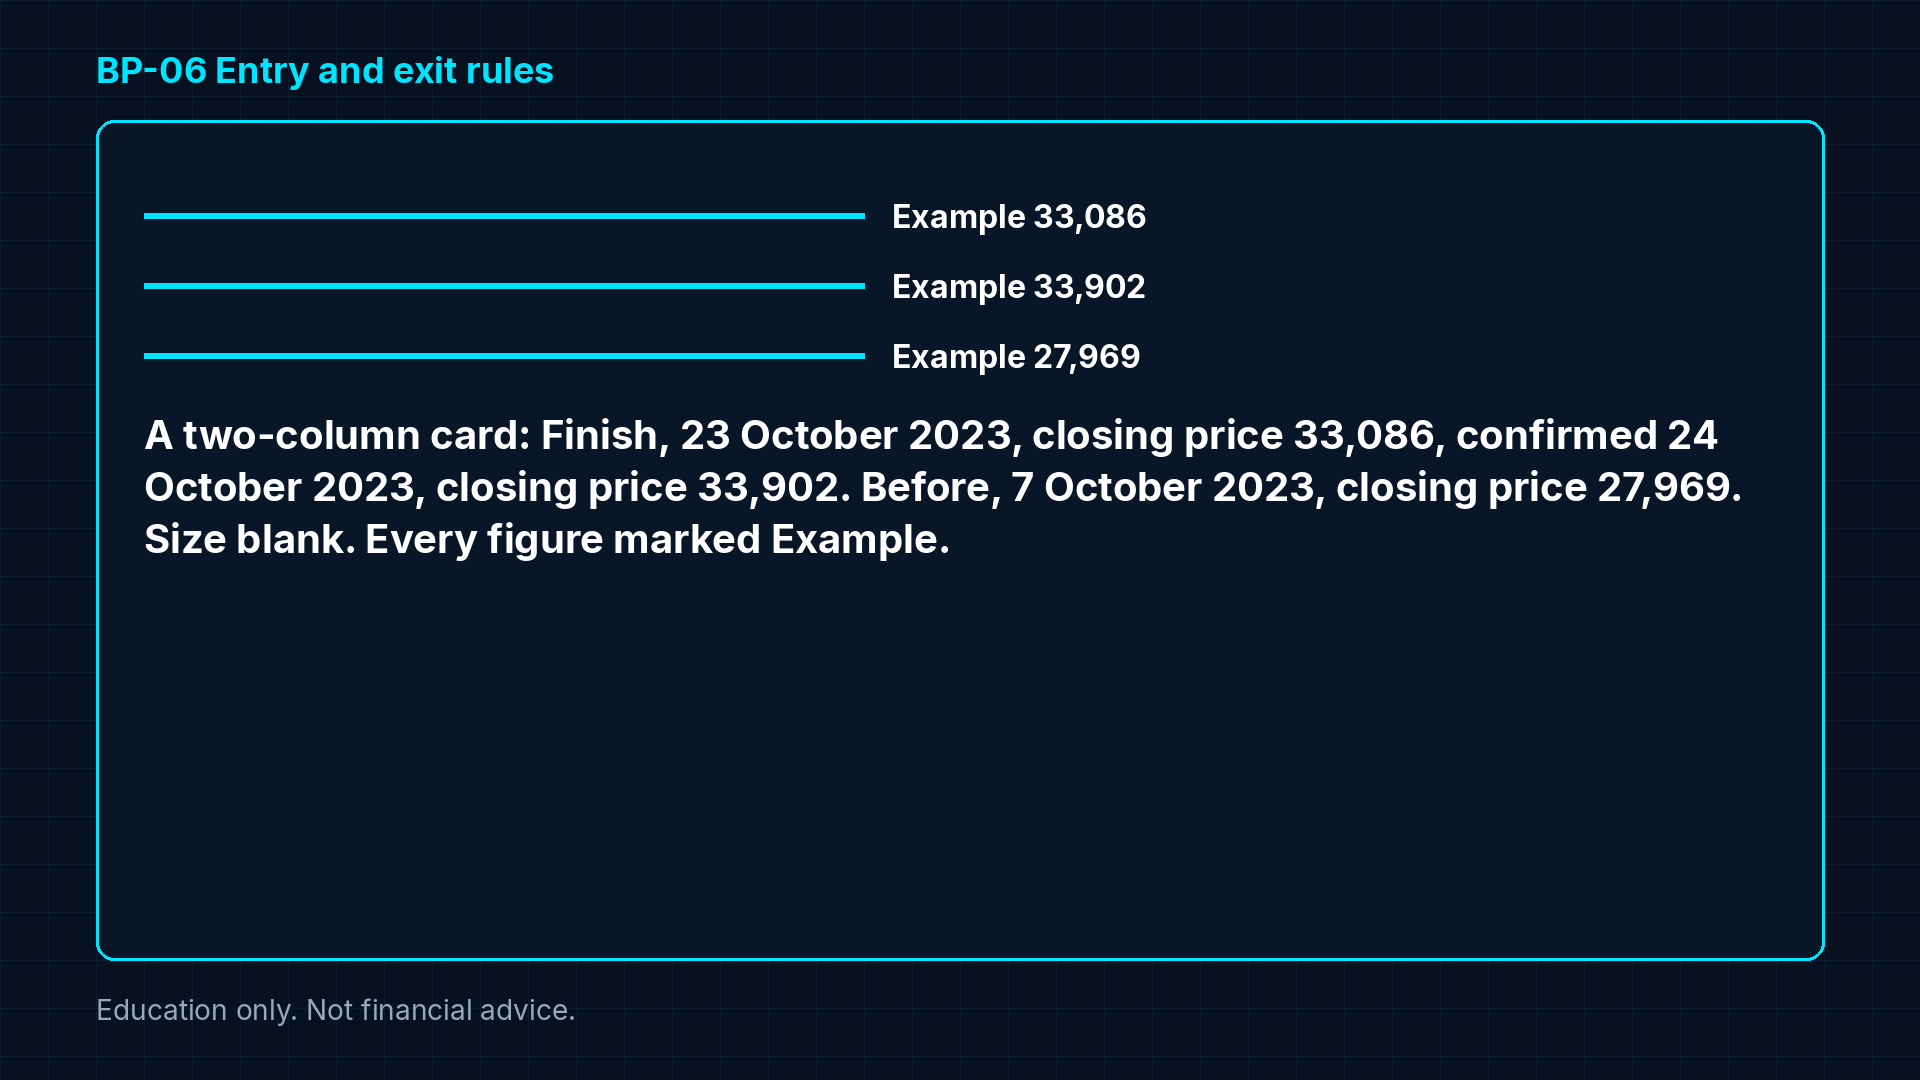 BP-06 Entry and exit rules
Example 33,086
Example 33,902
Example 27,969
A two-column card: Finish, 23 October 2023, closing price 33,086, confirmed 24
October 2023, closing price 33,902. Before, 7 October 2023, closing price 27,969.
Size blank. Every figure marked Example.
Education only. Not financial advice.